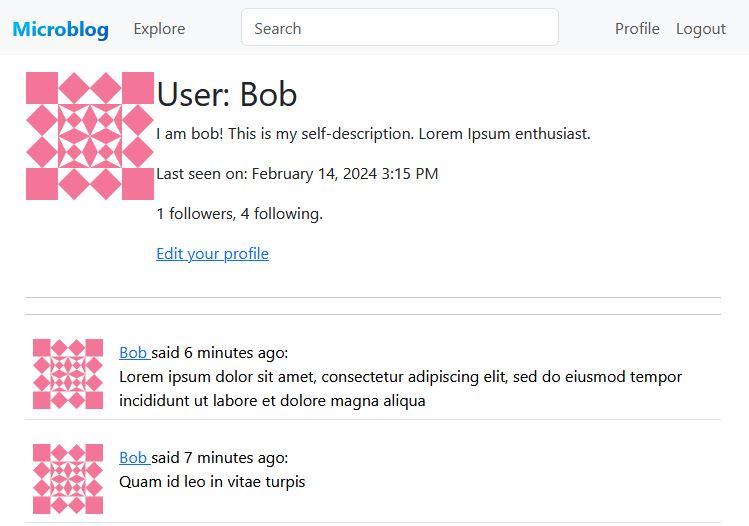 Microblog Explore Search Profile Logout
User: Bob
I am bob! This is my self-description. Lorem Ipsum enthusiast.
Last seen on: February 14, 2024 3:15 PM
1 followers, 4 following.
Edit your profile
Bob said 6 minutes ago:
Lorem ipsum dolor sit amet, consectetur adipiscing elit, sed do eiusmod tempor
incididunt ut labore et dolore magna aliqua
Bob said 7 minutes ago:
Quam id leo in vitae turpis